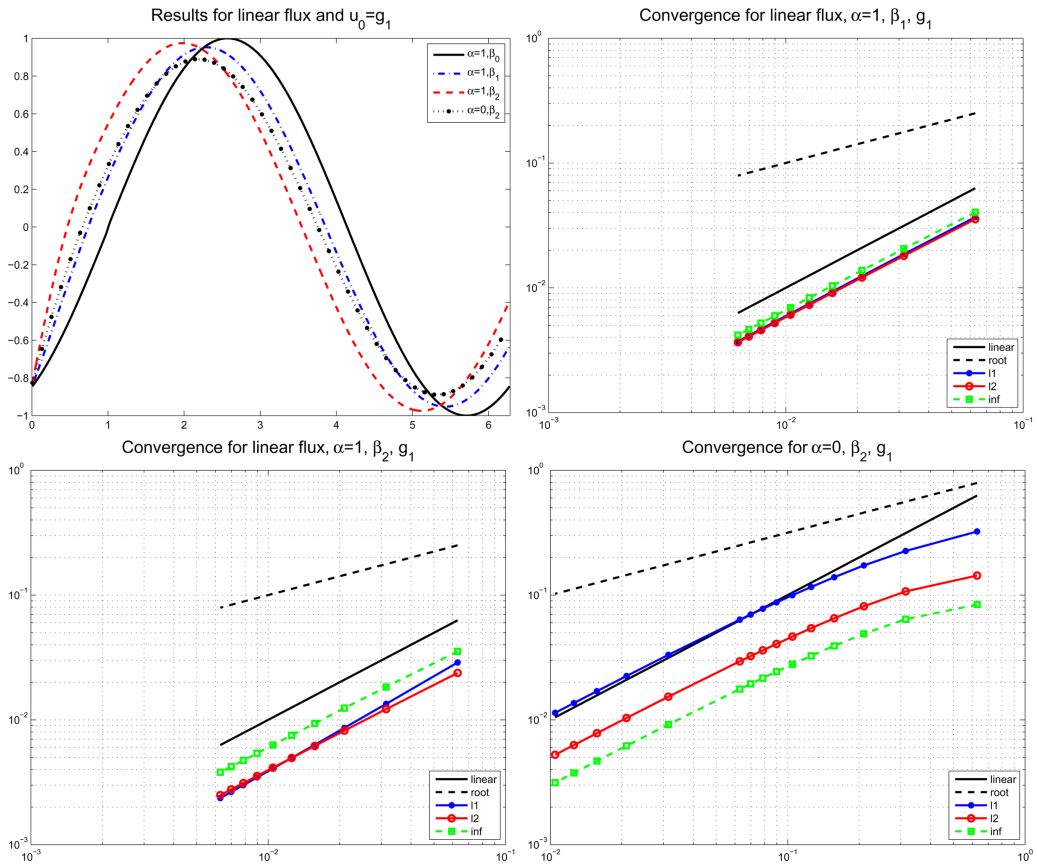 Results for linear flux and u₀=g₁
1
0.8
0.6
0.4
0.2
0
−0.2
−0.4
−0.6
−0.8
−1
0 1 2 3 4 5 6
α=1,β₀
α=1,β₁
α=1,β₂
α=0,β₂
Convergence for linear flux, α=1, β₁, g₁
10⁰
10⁻¹
10⁻²
10⁻³
10⁻³ 10⁻² 10⁻¹
linear
root
l1
l2
inf
Convergence for linear flux, α=1, β₂, g₁
10⁰
10⁻¹
10⁻²
10⁻³
10⁻³ 10⁻² 10⁻¹
linear
root
l1
l2
inf
Convergence for α=0, β₂, g₁
10⁰
10⁻¹
10⁻²
10⁻³
10⁻² 10⁻¹ 10⁰
linear
root
l1
l2
inf